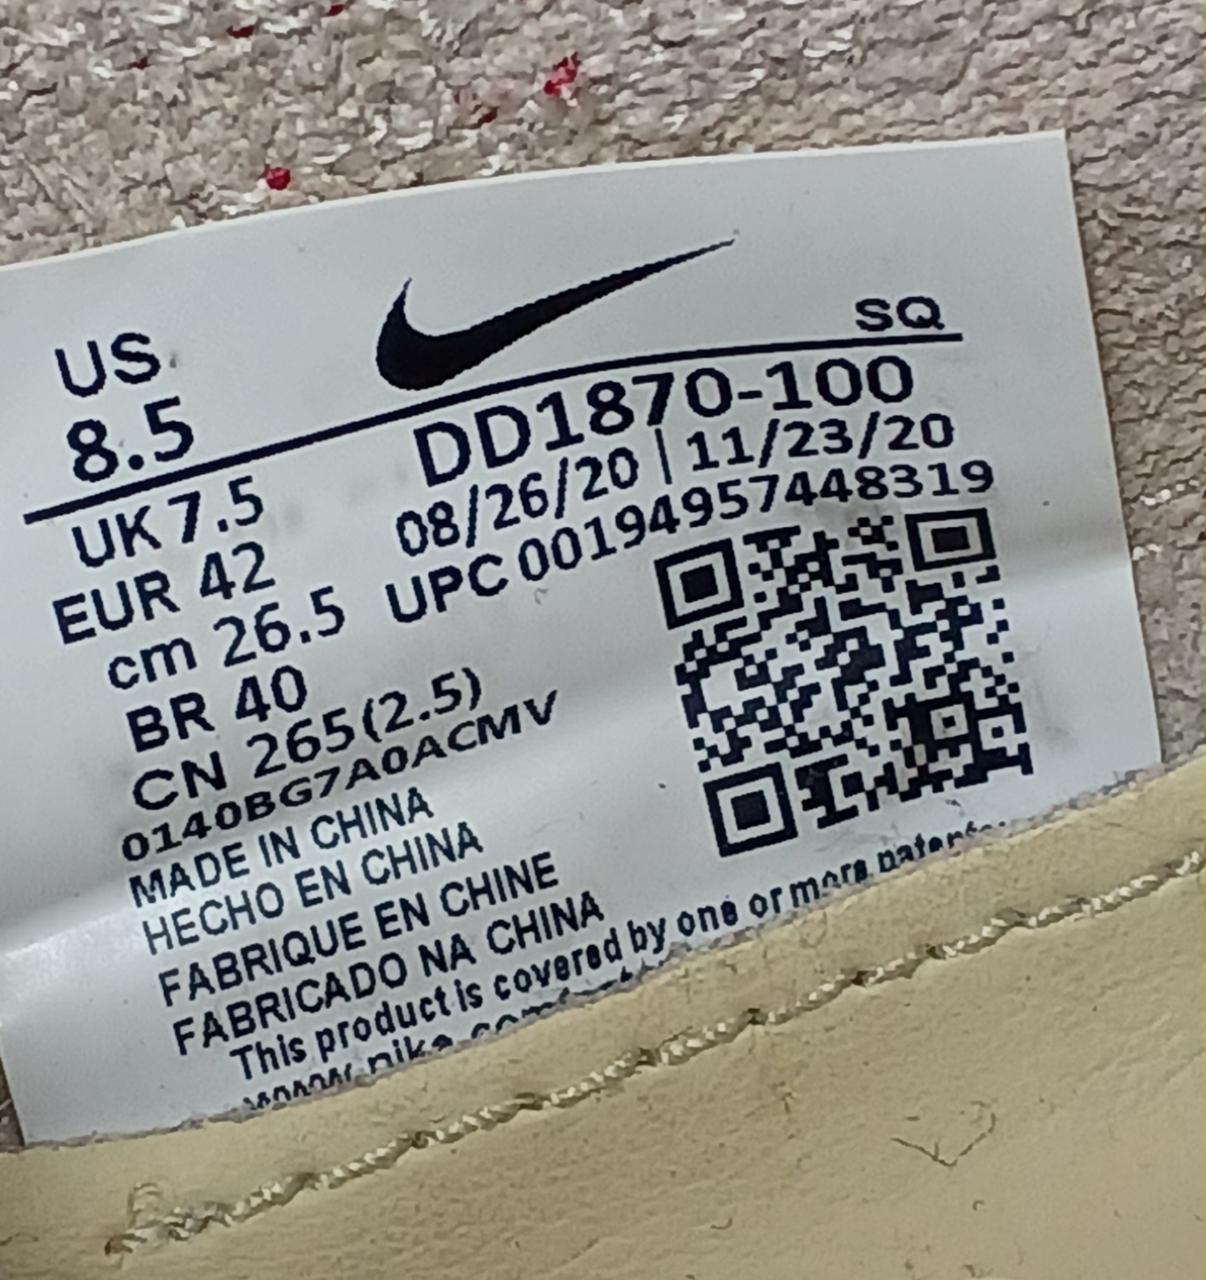 US
8.5
SQ
UK 7.5
DD1870-100
EUR 42
08/26/20 | 11/23/20
cm 26.5
UPC 00194957448319
BR 40
CN 265(2.5)
0140BG7A0ACMV
MADE IN CHINA
HECHO EN CHINA
FABRIQUE EN CHINE
FABRICADO NA CHINA
This product is covered by one or more patents.